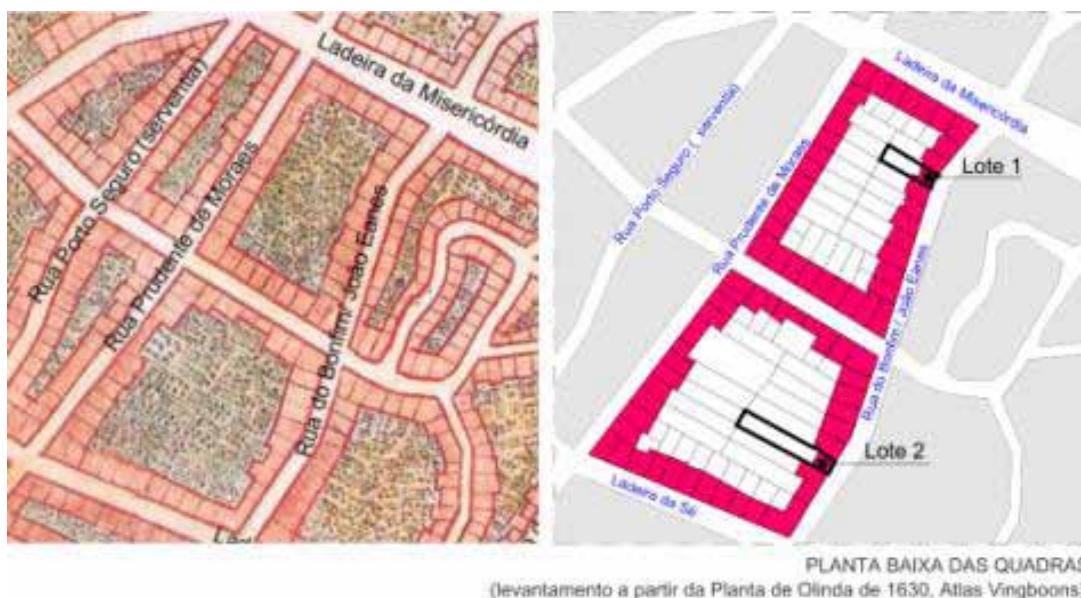 Ladeira da Misericórdia
Rua Porto Seguro (serventia)
Rua Prudente de Moraes
Rua do Bonfim/ João Eanes
La
Ladeira da Misericórdia
Rua Porto Seguro ( serventia)
Rua Prudente de Moraes
Lote 1
Rua do Bonfim / João Eanes
Lote 2
Ladeira da Sé
PLANTA BAIXA DAS QUADRAS
(levantamento a partir da Planta de Olinda de 1630, Atlas Vingboons)